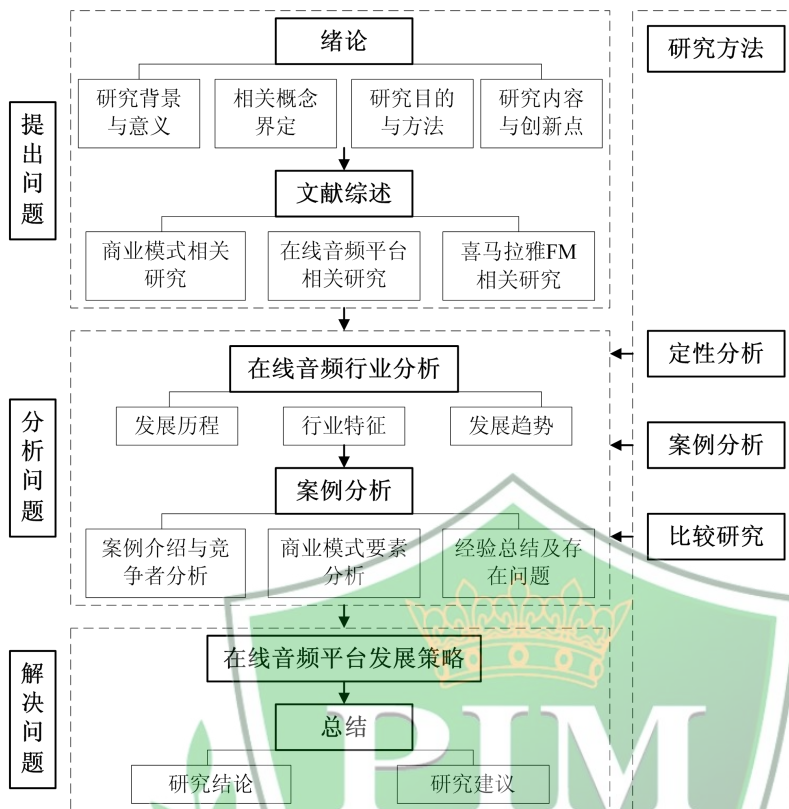 绪论
研究方法
研究背景
与意义
相关概念
界定
研究目的
与方法
研究内容
与创新点
提出问题
文献综述
商业模式相关
研究
在线音频平台
相关研究
喜马拉雅FM
相关研究
在线音频行业分析
定性分析
发展历程
行业特征
发展趋势
分析问题
案例分析
案例分析
案例介绍与竞
争者分析
商业模式要素
分析
经验总结及存
在问题
比较研究
在线音频平台发展策略
解决问题
总结
研究结论
研究建议
PIM